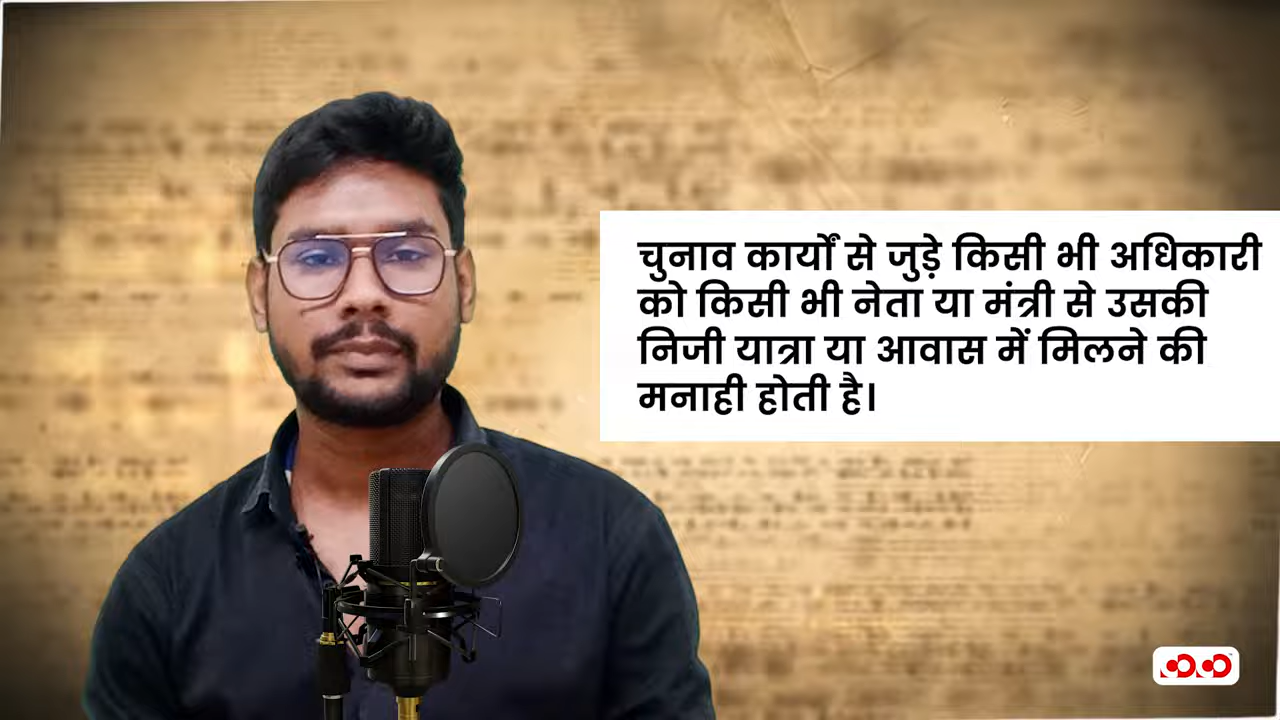 चुनाव कार्यों से जुड़े किसी भी अधिकारी
को किसी भी नेता या मंत्री से उसकी
निजी यात्रा या आवास में मिलने की
मनाही होती है।